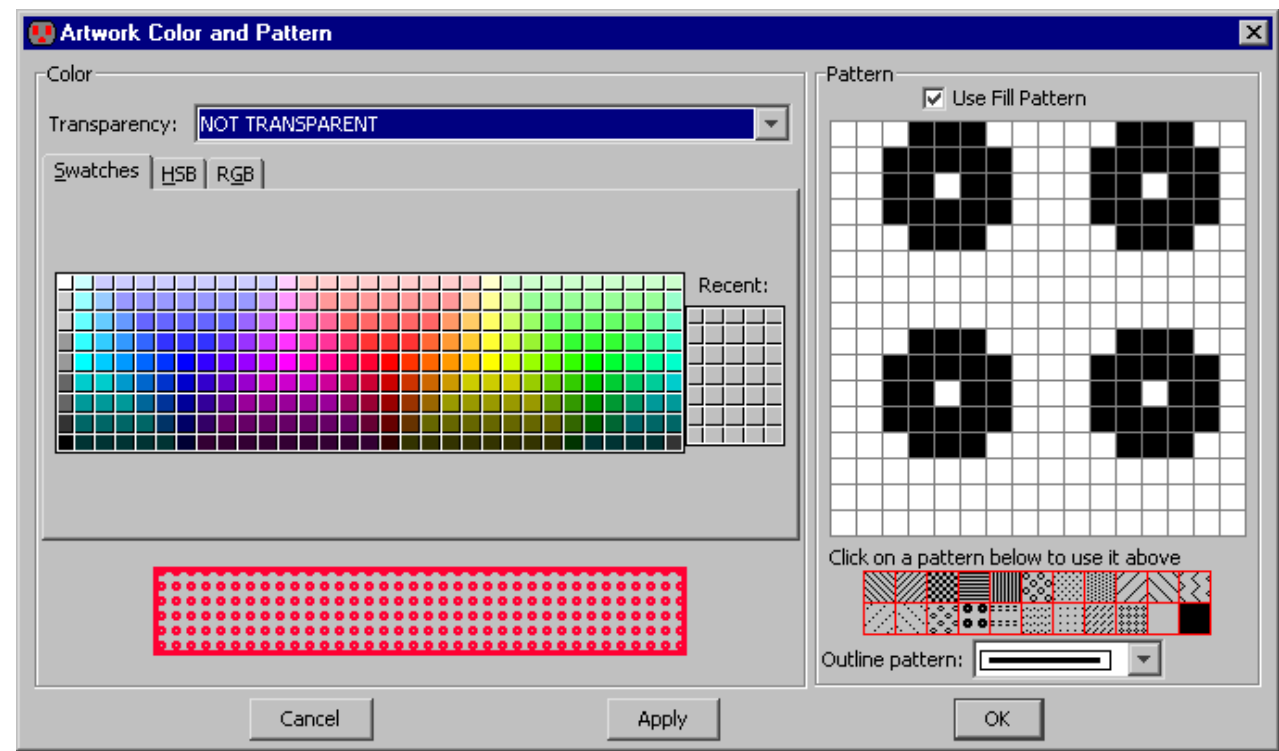 Artwork Color and Pattern
Color
Transparency: NOT TRANSPARENT
Swatches HSB RGB
Recent:
Pattern
Use Fill Pattern
Click on a pattern below to use it above
Outline pattern:
Cancel Apply OK